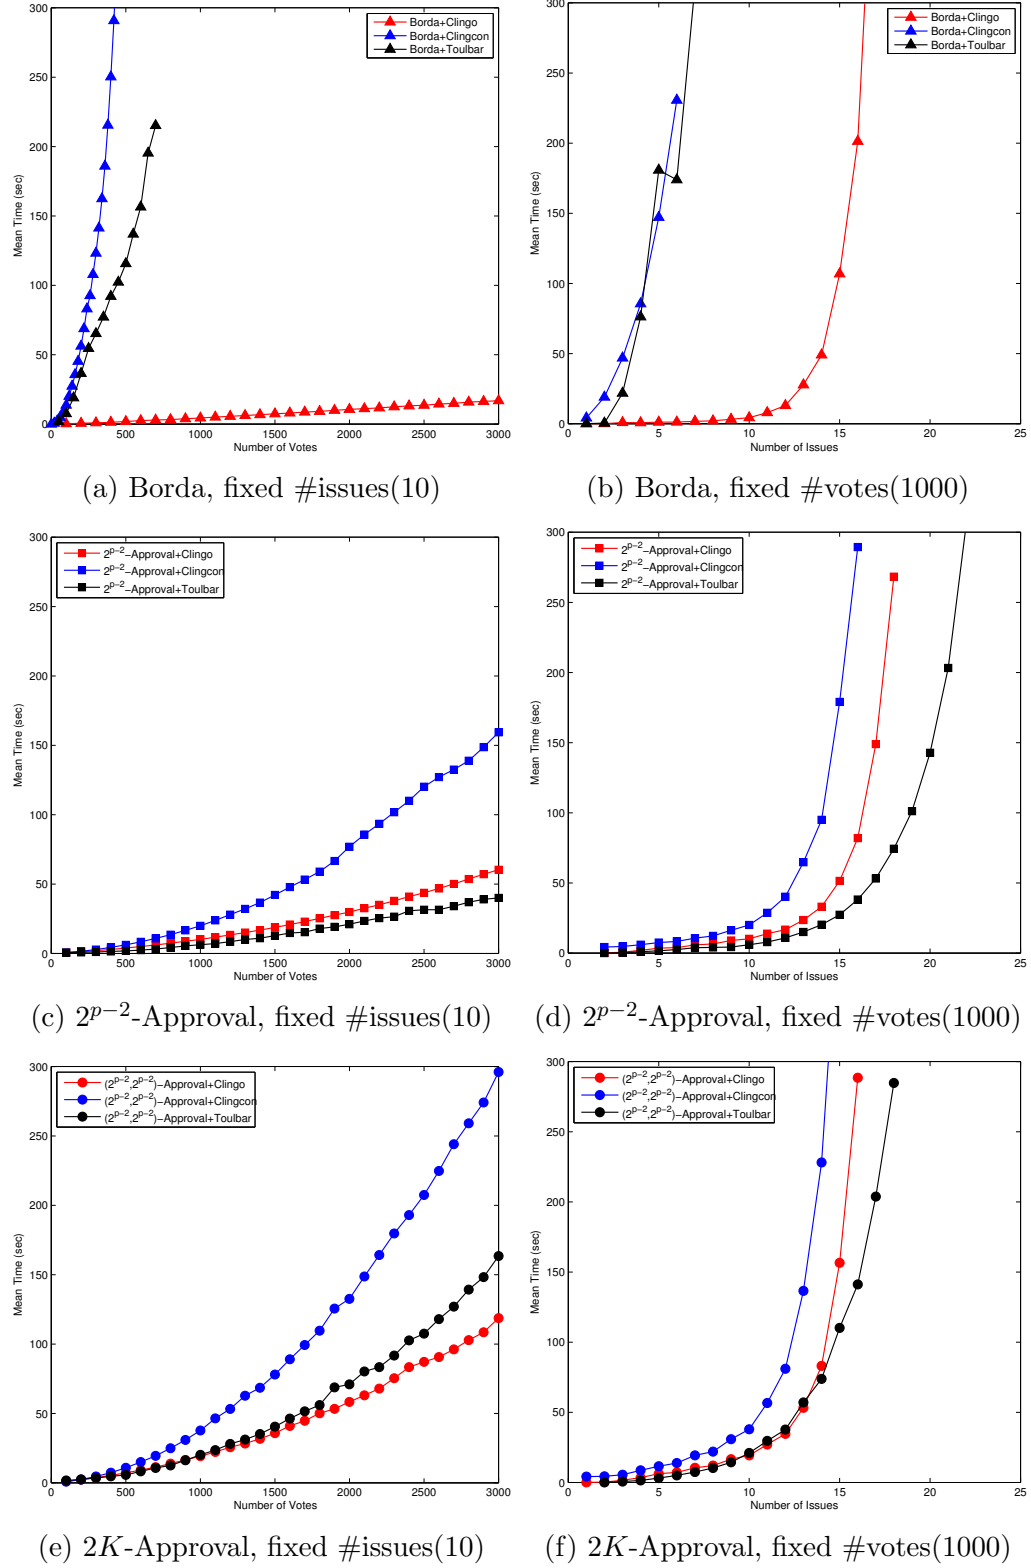 300
250
200
150
100
50
0
Mean Time (sec)
Borda+Clingo
Borda+Clingcon
Borda+Toulbar
0 500 1000 1500 2000 2500 3000
Number of Votes
(a) Borda, fixed #issues(10)
300
250
200
150
100
50
0
Mean Time (sec)
Borda+Clingo
Borda+Clingcon
Borda+Toulbar
0 5 10 15 20 25
Number of Issues
(b) Borda, fixed #votes(1000)
300
250
200
150
100
50
0
Mean Time (sec)
2^{p−2}−Approval+Clingo
2^{p−2}−Approval+Clingcon
2^{p−2}−Approval+Toulbar
0 500 1000 1500 2000 2500 3000
Number of Votes
(c) 2^{p−2}-Approval, fixed #issues(10)
300
250
200
150
100
50
0
Mean Time (sec)
2^{p−2}−Approval+Clingo
2^{p−2}−Approval+Clingcon
2^{p−2}−Approval+Toulbar
0 5 10 15 20 25
Number of Issues
(d) 2^{p−2}-Approval, fixed #votes(1000)
300
250
200
150
100
50
0
Mean Time (sec)
(2^{p−2},2^{p−2})−Approval+Clingo
(2^{p−2},2^{p−2})−Approval+Clingcon
(2^{p−2},2^{p−2})−Approval+Toulbar
0 500 1000 1500 2000 2500 3000
Number of Votes
(e) 2K-Approval, fixed #issues(10)
300
250
200
150
100
50
0
Mean Time (sec)
(2^{p−2},2^{p−2})−Approval+Clingo
(2^{p−2},2^{p−2})−Approval+Clingcon
(2^{p−2},2^{p−2})−Approval+Toulbar
0 5 10 15 20 25
Number of Issues
(f) 2K-Approval, fixed #votes(1000)